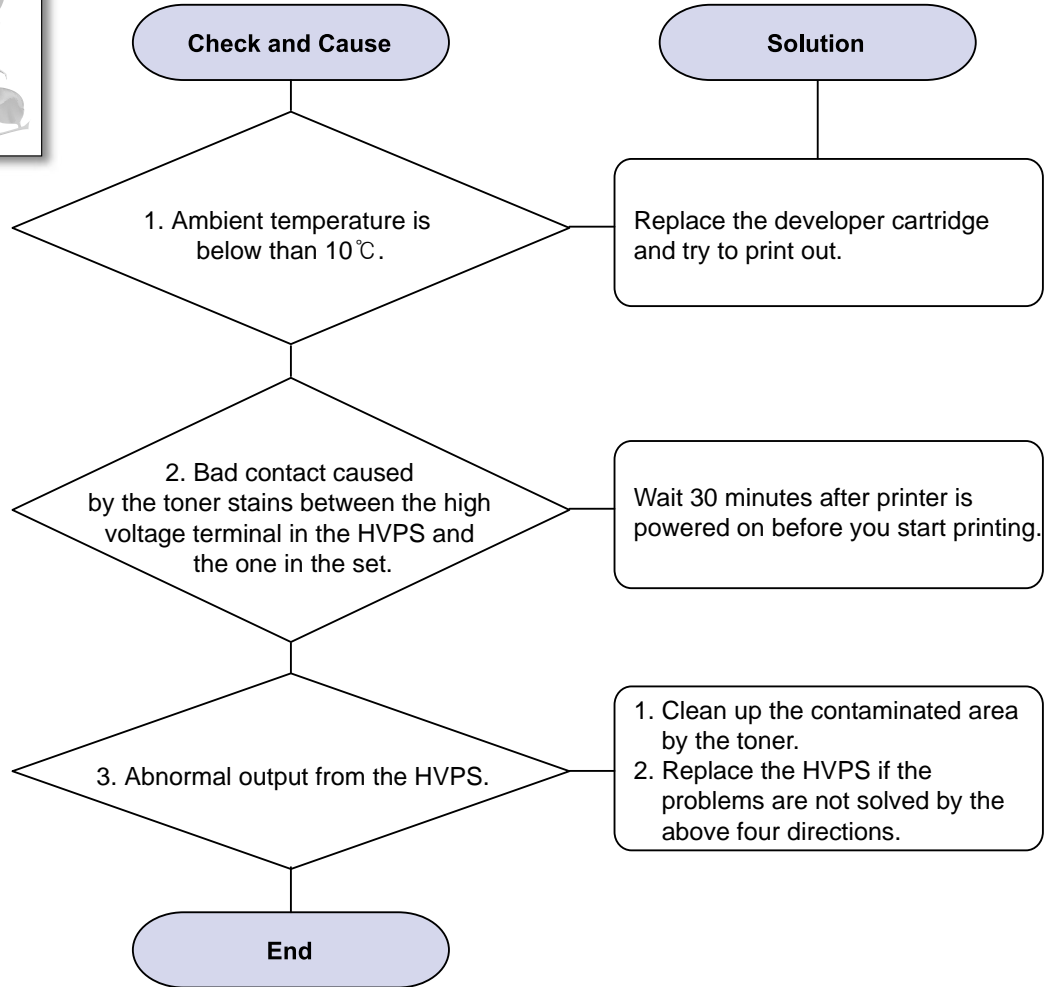 Check and Cause
Solution
1. Ambient temperature is
below than 10℃.
Replace the developer cartridge
and try to print out.
2. Bad contact caused
by the toner stains between the high
voltage terminal in the HVPS and
the one in the set.
Wait 30 minutes after printer is
powered on before you start printing.
3. Abnormal output from the HVPS.
1. Clean up the contaminated area
by the toner.
2. Replace the HVPS if the
problems are not solved by the
above four directions.
End